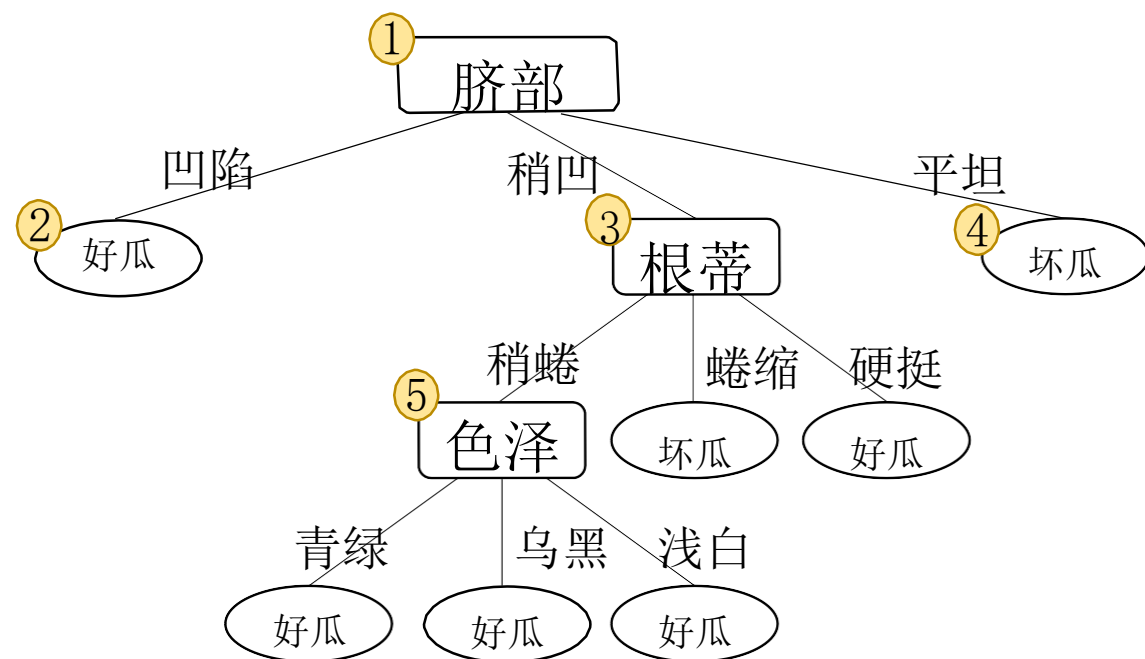 1
脐部
凹陷
稍凹
平坦
2
好瓜
3
根蒂
4
坏瓜
稍蜷
蜷缩
硬挺
5
色泽
坏瓜
好瓜
青绿
乌黑
浅白
好瓜
好瓜
好瓜